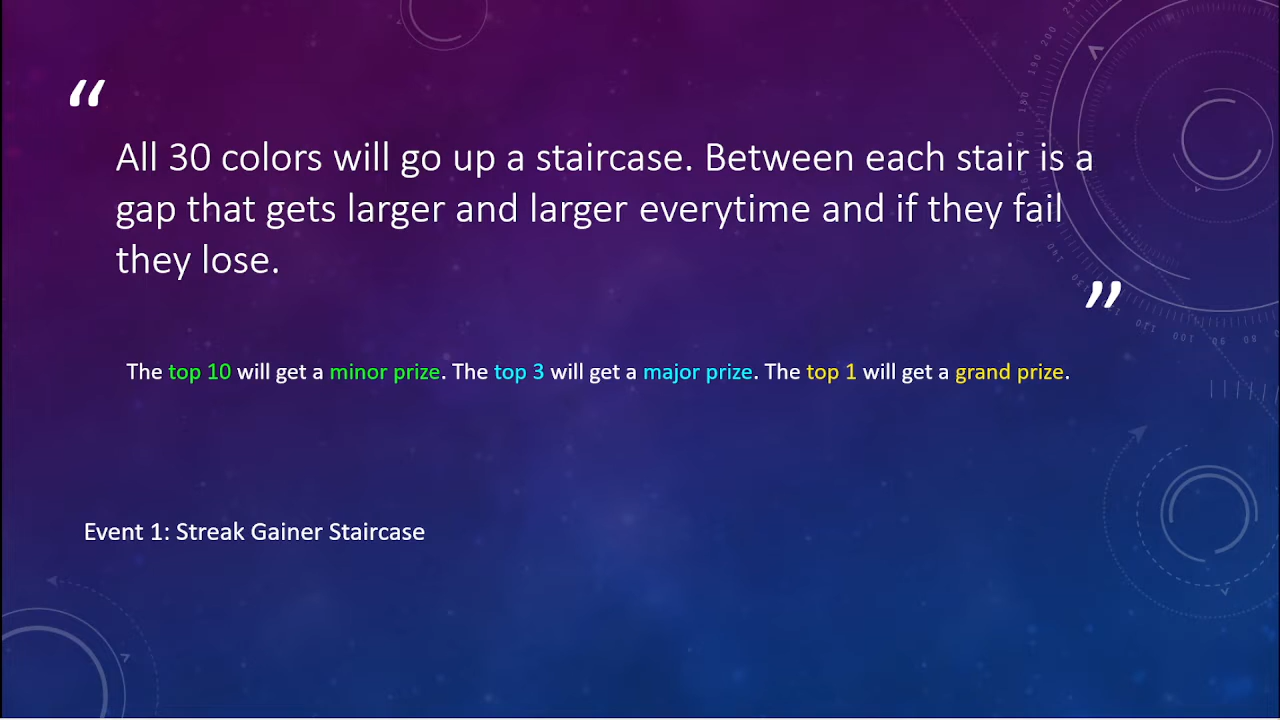 “
All 30 colors will go up a staircase. Between each stair is a
gap that gets larger and larger everytime and if they fail
they lose.
”
The top 10 will get a minor prize. The top 3 will get a major prize. The top 1 will get a grand prize.
Event 1: Streak Gainer Staircase